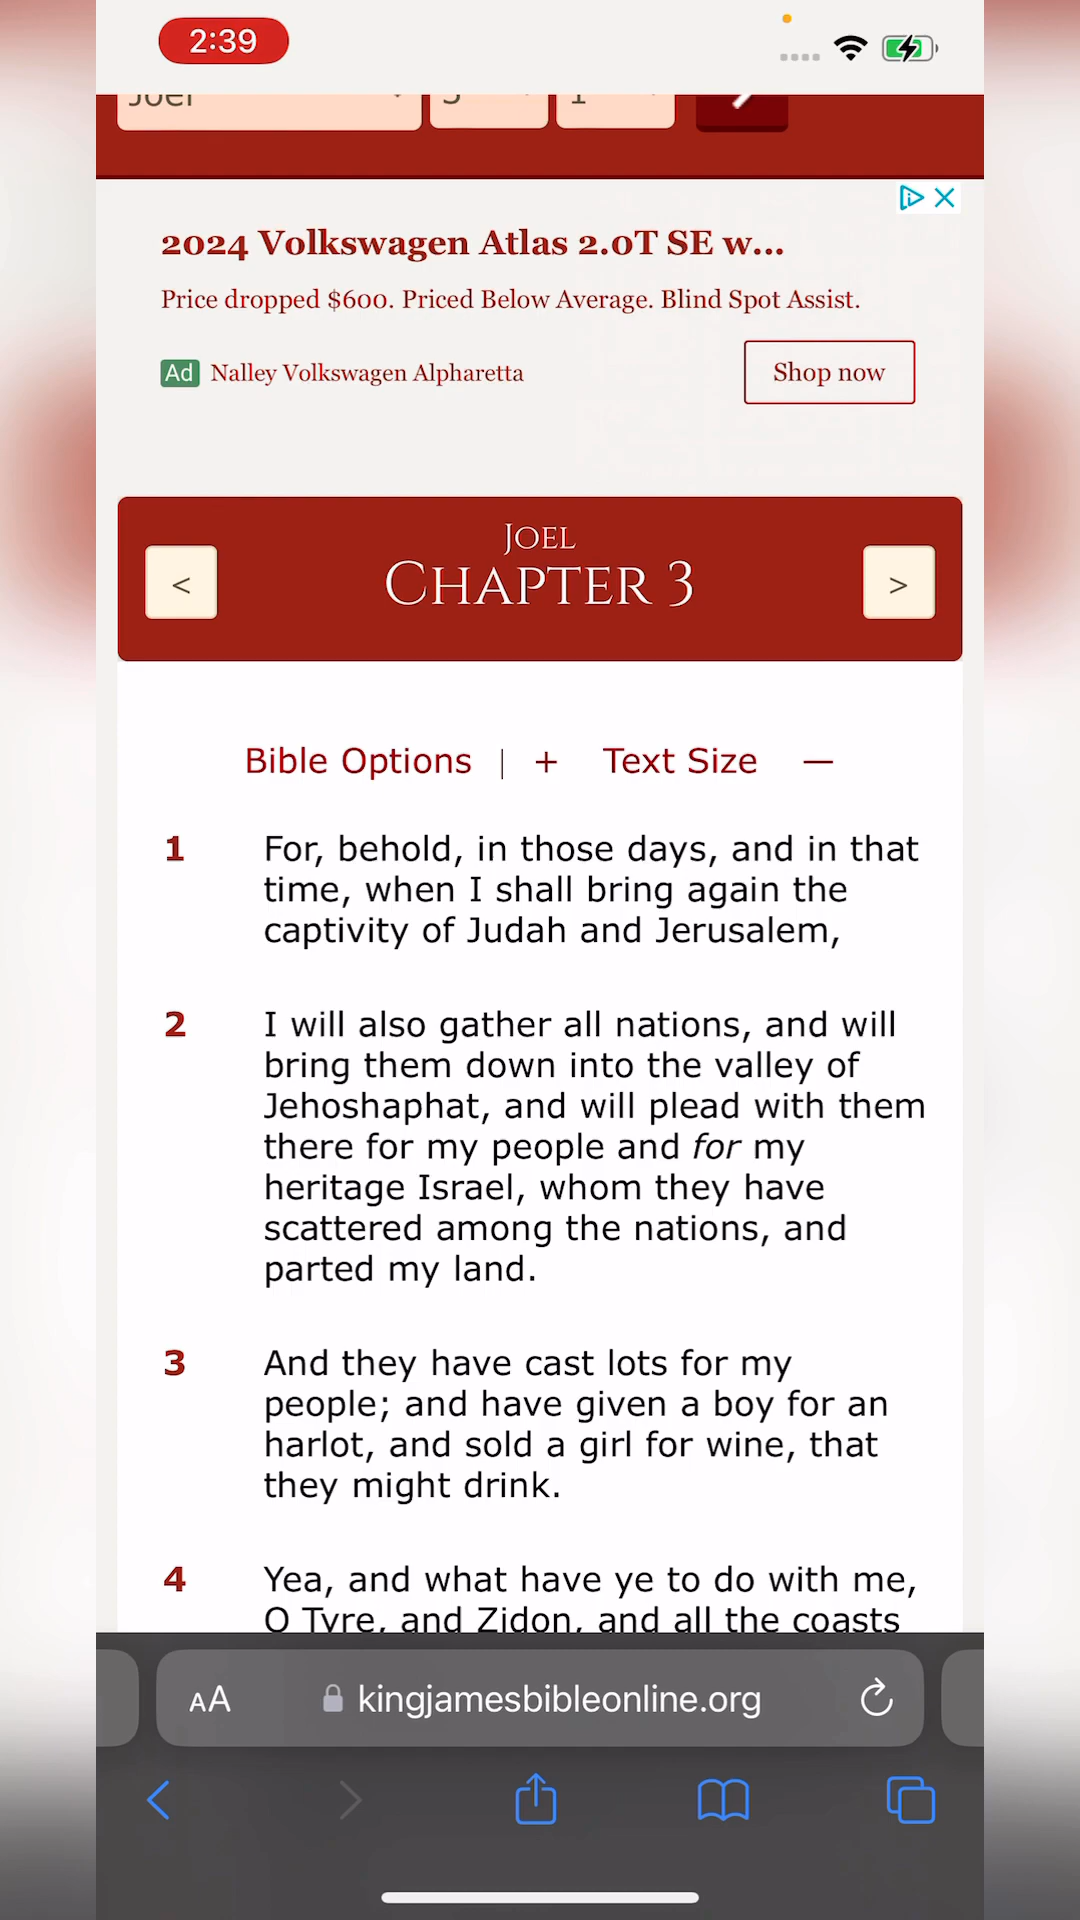 2:39
Joel 3 1
2024 Volkswagen Atlas 2.0T SE w...
Price dropped $600. Priced Below Average. Blind Spot Assist.
Ad Nalley Volkswagen Alpharetta
Shop now
JOEL
< CHAPTER 3 >
Bible Options | + Text Size —
1 For, behold, in those days, and in that
time, when I shall bring again the
captivity of Judah and Jerusalem,
2 I will also gather all nations, and will
bring them down into the valley of
Jehoshaphat, and will plead with them
there for my people and for my
heritage Israel, whom they have
scattered among the nations, and
parted my land.
3 And they have cast lots for my
people; and have given a boy for an
harlot, and sold a girl for wine, that
they might drink.
4 Yea, and what have ye to do with me,
O Tyre, and Zidon, and all the coasts
AA kingjamesbibleonline.org